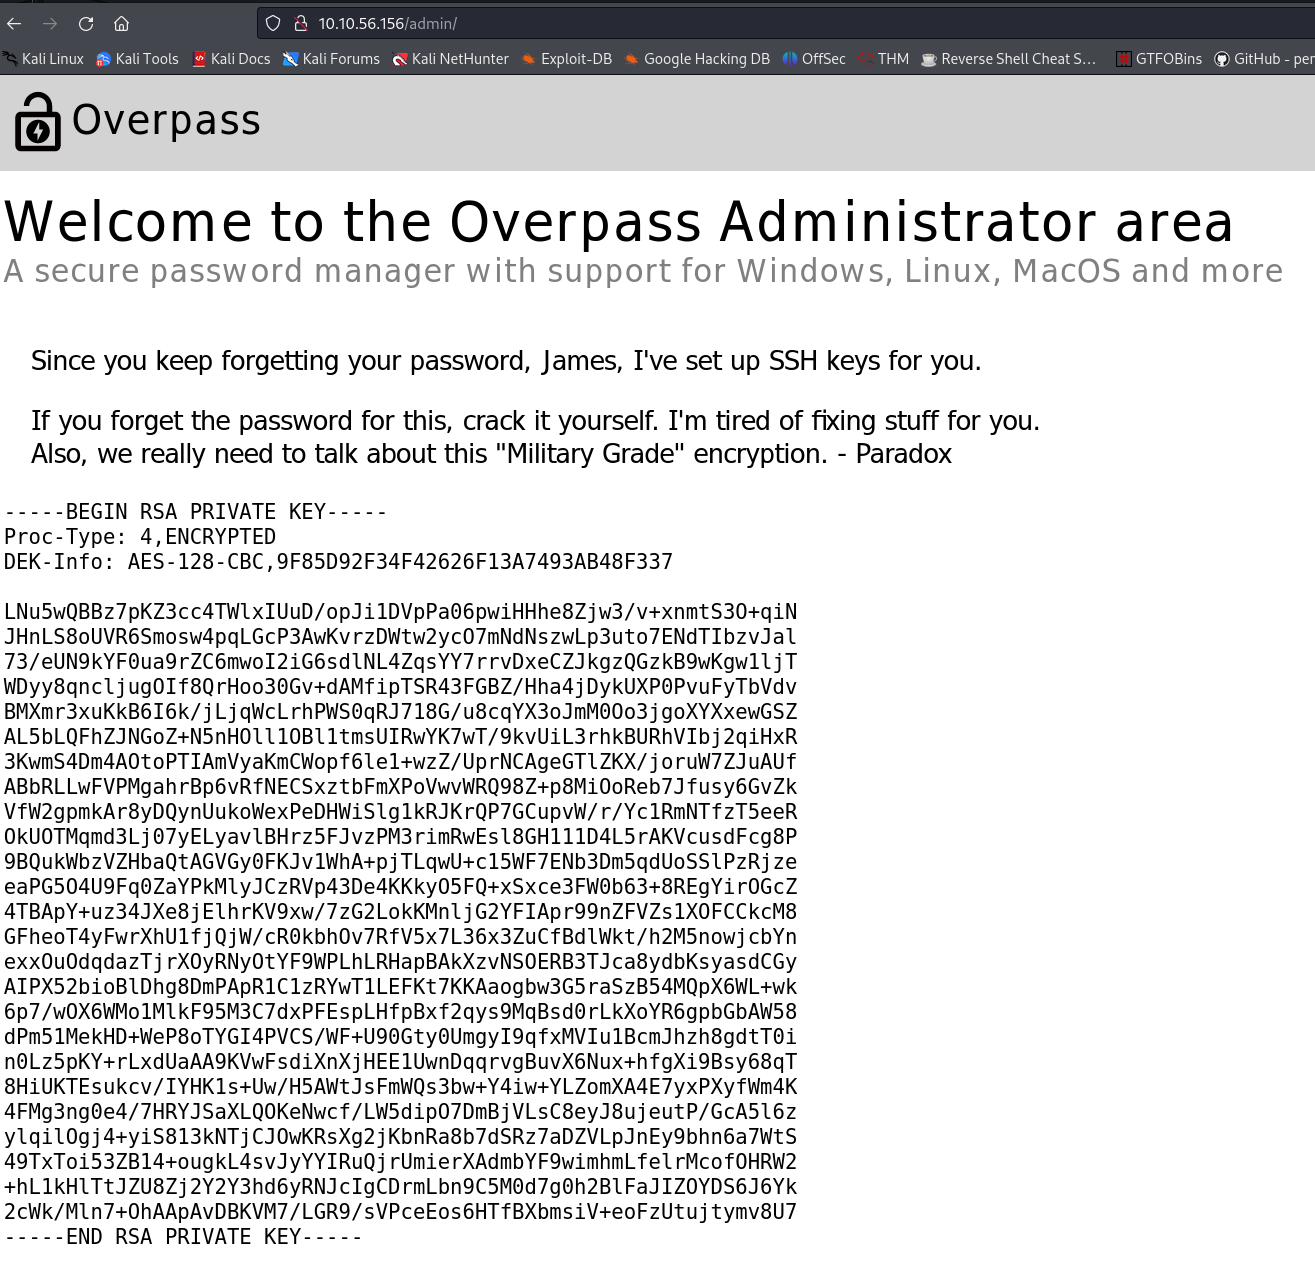 10.10.56.156/admin/
Kali Linux Kali Tools Kali Docs Kali Forums Kali NetHunter Exploit-DB Google Hacking DB OffSec THM Reverse Shell Cheat S… GTFOBins GitHub - pen
Overpass
Welcome to the Overpass Administrator area
A secure password manager with support for Windows, Linux, MacOS and more
Since you keep forgetting your password, James, I've set up SSH keys for you.
If you forget the password for this, crack it yourself. I'm tired of fixing stuff for you.
Also, we really need to talk about this "Military Grade" encryption. - Paradox
-----BEGIN RSA PRIVATE KEY-----
Proc-Type: 4,ENCRYPTED
DEK-Info: AES-128-CBC,9F85D92F34F42626F13A7493AB48F337
LNu5wQBBz7pKZ3cc4TWlxIUuD/opJi1DVpPa06pwiHHhe8Zjw3/v+xnmtS3O+qiN
JHnLS8oUVR6Smosw4pqLGcP3AwKvrzDWtw2ycO7mNdNszwLp3uto7ENdTIbzvJal
73/eUN9kYF0ua9rZC6mwoI2iG6sdlNL4ZqsYY7rrvDxeCZJkgzQGzkB9wKgw1ljT
WDyy8qncljugOIf8QrHoo30Gv+dAMfipTSR43FGBZ/Hha4jDykUXP0PvuFyTbVdv
BMXmr3xuKkB6I6k/jLjqWcLrhPWS0qRJ718G/u8cqYX3oJmM0Oo3jgoXYXxewGSZ
AL5bLQFhZJNGoZ+N5nHOll1OBl1tmsUIRwYK7wT/9kvUiL3rhkBURhVIbj2qiHxR
3KwmS4Dm4AOtoPTIAmVyaKmCWopf6le1+wzZ/UprNCAgeGTlZKX/joruW7ZJuAUf
ABbRLLwFVPMgahrBp6vRfNECSxztbFmXPoVwvWRQ98Z+p8MiOoReb7Jfusy6GvZk
VfW2gpmkAr8yDQynUukoWexPeDHWiSlg1kRJKrQP7GCupvW/r/Yc1RmNTfzT5eeR
OkUOTMqmd3Lj07yELyavlBHrz5FJvzPM3rimRwEsl8GH111D4L5rAKVcusdFcg8P
9BQukWbzVZHbaQtAGVGy0FKJv1WhA+pjTLqwU+c15WF7ENb3Dm5qdUoSSlPzRjze
eaPG5O4U9Fq0ZaYPkMlyJCzRVp43De4KKkyO5FQ+xSxce3FW0b63+8REgYirOGcZ
4TBApY+uz34JXe8jElhrKV9xw/7zG2LokKMnljG2YFIApr99nZFVZs1XOFCCkcM8
GFheoT4yFwrXhU1fjQjW/cR0kbhOv7RfV5x7L36x3ZuCfBdlWkt/h2M5nowjcbYn
exxOuOdqdazTjrXOyRNyOtYF9WPLhLRHapBAkXzvNSOERB3TJca8ydbKsyasdCGy
AIPX52bioBlDhg8DmPApR1C1zRYwT1LEFKt7KKAaogbw3G5raSzB54MQpX6WL+wk
6p7/wOX6WMo1MlkF95M3C7dxPFEspLHfpBxf2qys9MqBsd0rLkXoYR6gpbGbAW58
dPm51MekHD+WeP8oTYGI4PVCS/WF+U90Gty0UmgyI9qfxMVIu1BcmJhzh8gdtT0i
n0Lz5pKY+rLxdUaAA9KVwFsdiXnXjHEE1UwnDqqrvgBuvX6Nux+hfgXi9Bsy68qT
8HiUKTEsukcv/IYHK1s+Uw/H5AWtJsFmWQs3bw+Y4iw+YLZomXA4E7yxPXyfWm4K
4FMg3ng0e4/7HRYJSaXLQOKeNwcf/LW5dipO7DmBjVLsC8eyJ8ujeutP/GcA5l6z
ylqilOgj4+yiS813kNTjCJOwKRsXg2jKbnRa8b7dSRz7aDZVLpJnEy9bhn6a7WtS
49TxToi53ZB14+ougkL4svJyYYIRuQjrUmierXAdmbYF9wimhmLfelrMcofOHRW2
+hL1kHlTtJZU8Zj2Y2Y3hd6yRNJcIgCDrmLbn9C5M0d7g0h2BlFaJIZOYDS6J6Yk
2cWk/Mln7+OhAApAvDBKVM7/LGR9/sVPceEos6HTfBXbmsiV+eoFzUtujtymv8U7
-----END RSA PRIVATE KEY-----